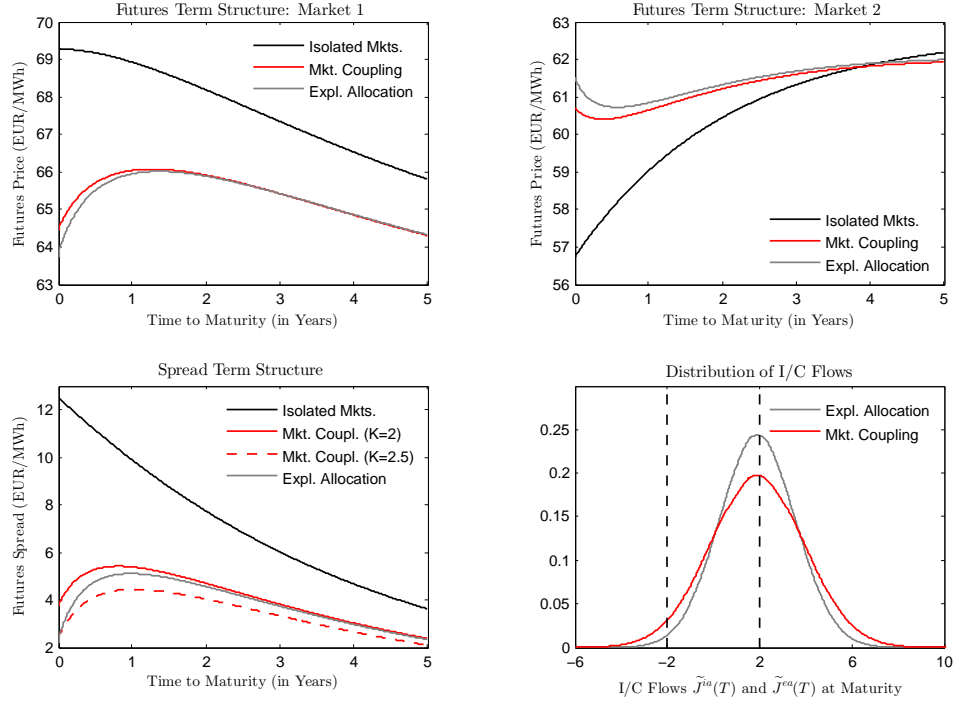 Futures Term Structure: Market 1
Futures Price (EUR/MWh)
70
69
68
67
66
65
64
63
0 1 2 3 4 5
Time to Maturity (in Years)
Isolated Mkts.
Mkt. Coupling
Expl. Allocation
Futures Term Structure: Market 2
Futures Price (EUR/MWh)
63
62
61
60
59
58
57
56
0 1 2 3 4 5
Time to Maturity (in Years)
Isolated Mkts.
Mkt. Coupling
Expl. Allocation
Spread Term Structure
Futures Spread (EUR/MWh)
12
10
8
6
4
2
0 1 2 3 4 5
Time to Maturity (in Years)
Isolated Mkts.
Mkt. Coupl. (K=2)
Mkt. Coupl. (K=2.5)
Expl. Allocation
Distribution of I/C Flows
0.25
0.2
0.15
0.1
0.05
0
-6 -2 2 6 10
I/C Flows J̃^{ia}(T) and J̃^{ea}(T) at Maturity
Expl. Allocation
Mkt. Coupling